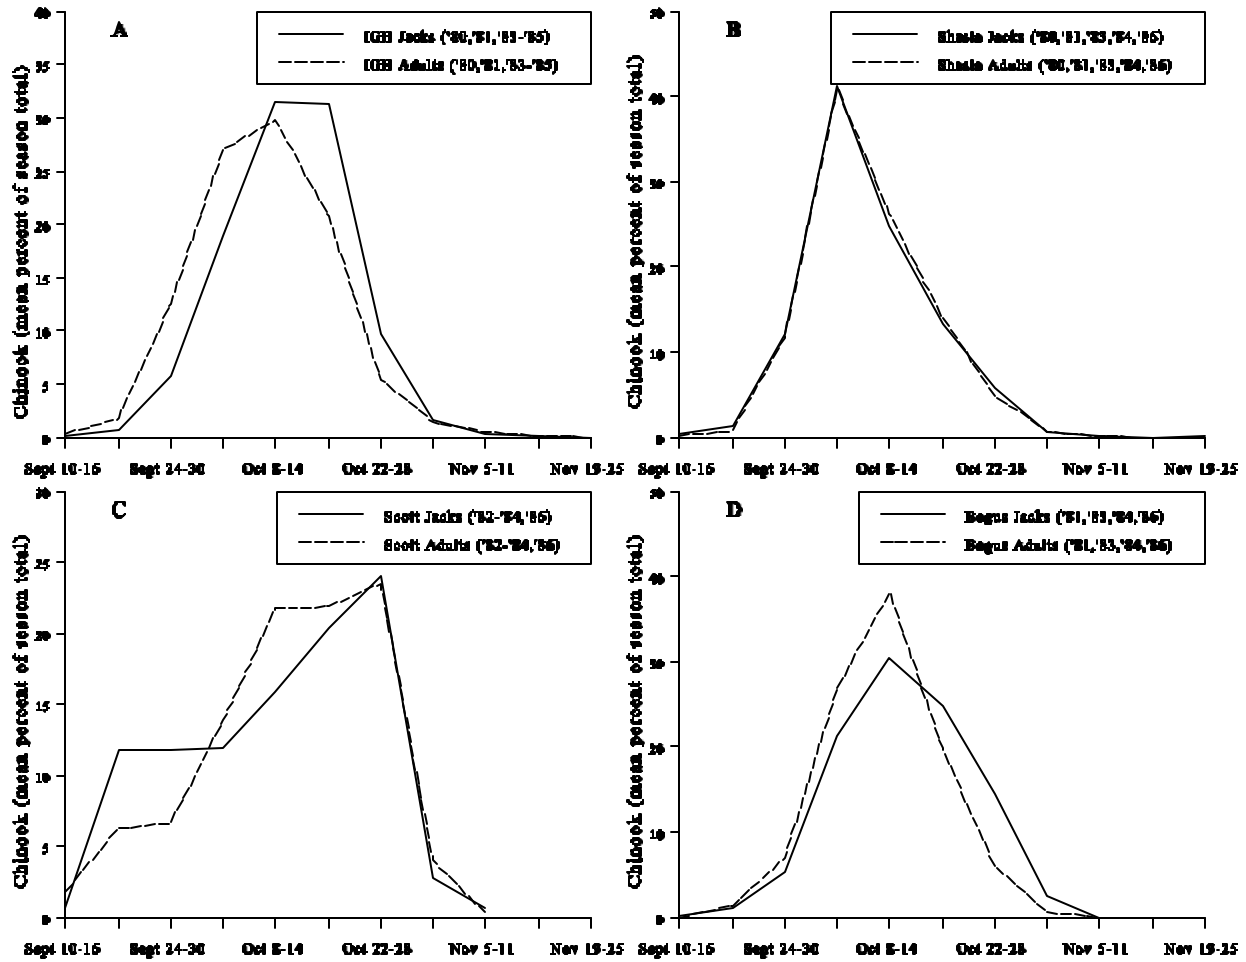 A
IGH Jacks ('80,'81,'83-'85)
IGH Adults ('80,'81,'83-'85)
Chinook (mean percent of season total)
40
35
30
25
20
15
10
5
0
Sept 10-16 Sept 24-30 Oct 8-14 Oct 22-28 Nov 5-11 Nov 19-25
B
Shasta Jacks ('80,'81,'83,'84,'86)
Shasta Adults ('80,'81,'83,'84,'86)
Chinook (mean percent of season total)
50
40
30
20
10
0
Sept 10-16 Sept 24-30 Oct 8-14 Oct 22-28 Nov 5-11 Nov 19-25
C
Scott Jacks ('82-'84,'86)
Scott Adults ('82-'84,'86)
Chinook (mean percent of season total)
30
25
20
15
10
5
0
Sept 10-16 Sept 24-30 Oct 8-14 Oct 22-28 Nov 5-11 Nov 19-25
D
Bogus Jacks ('81,'83,'84,'86)
Bogus Adults ('81,'83,'84,'86)
Chinook (mean percent of season total)
50
40
30
20
10
0
Sept 10-16 Sept 24-30 Oct 8-14 Oct 22-28 Nov 5-11 Nov 19-25